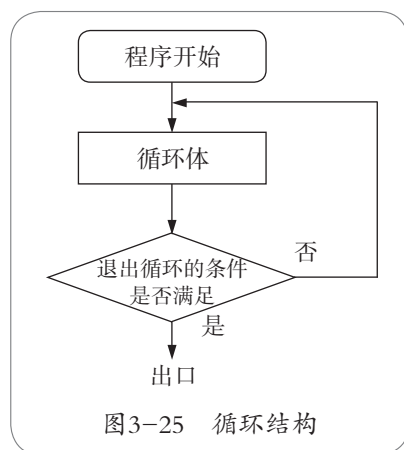 程序开始
循环体
退出循环的条件
是否满足
否
是
出口
图3-25 循环结构